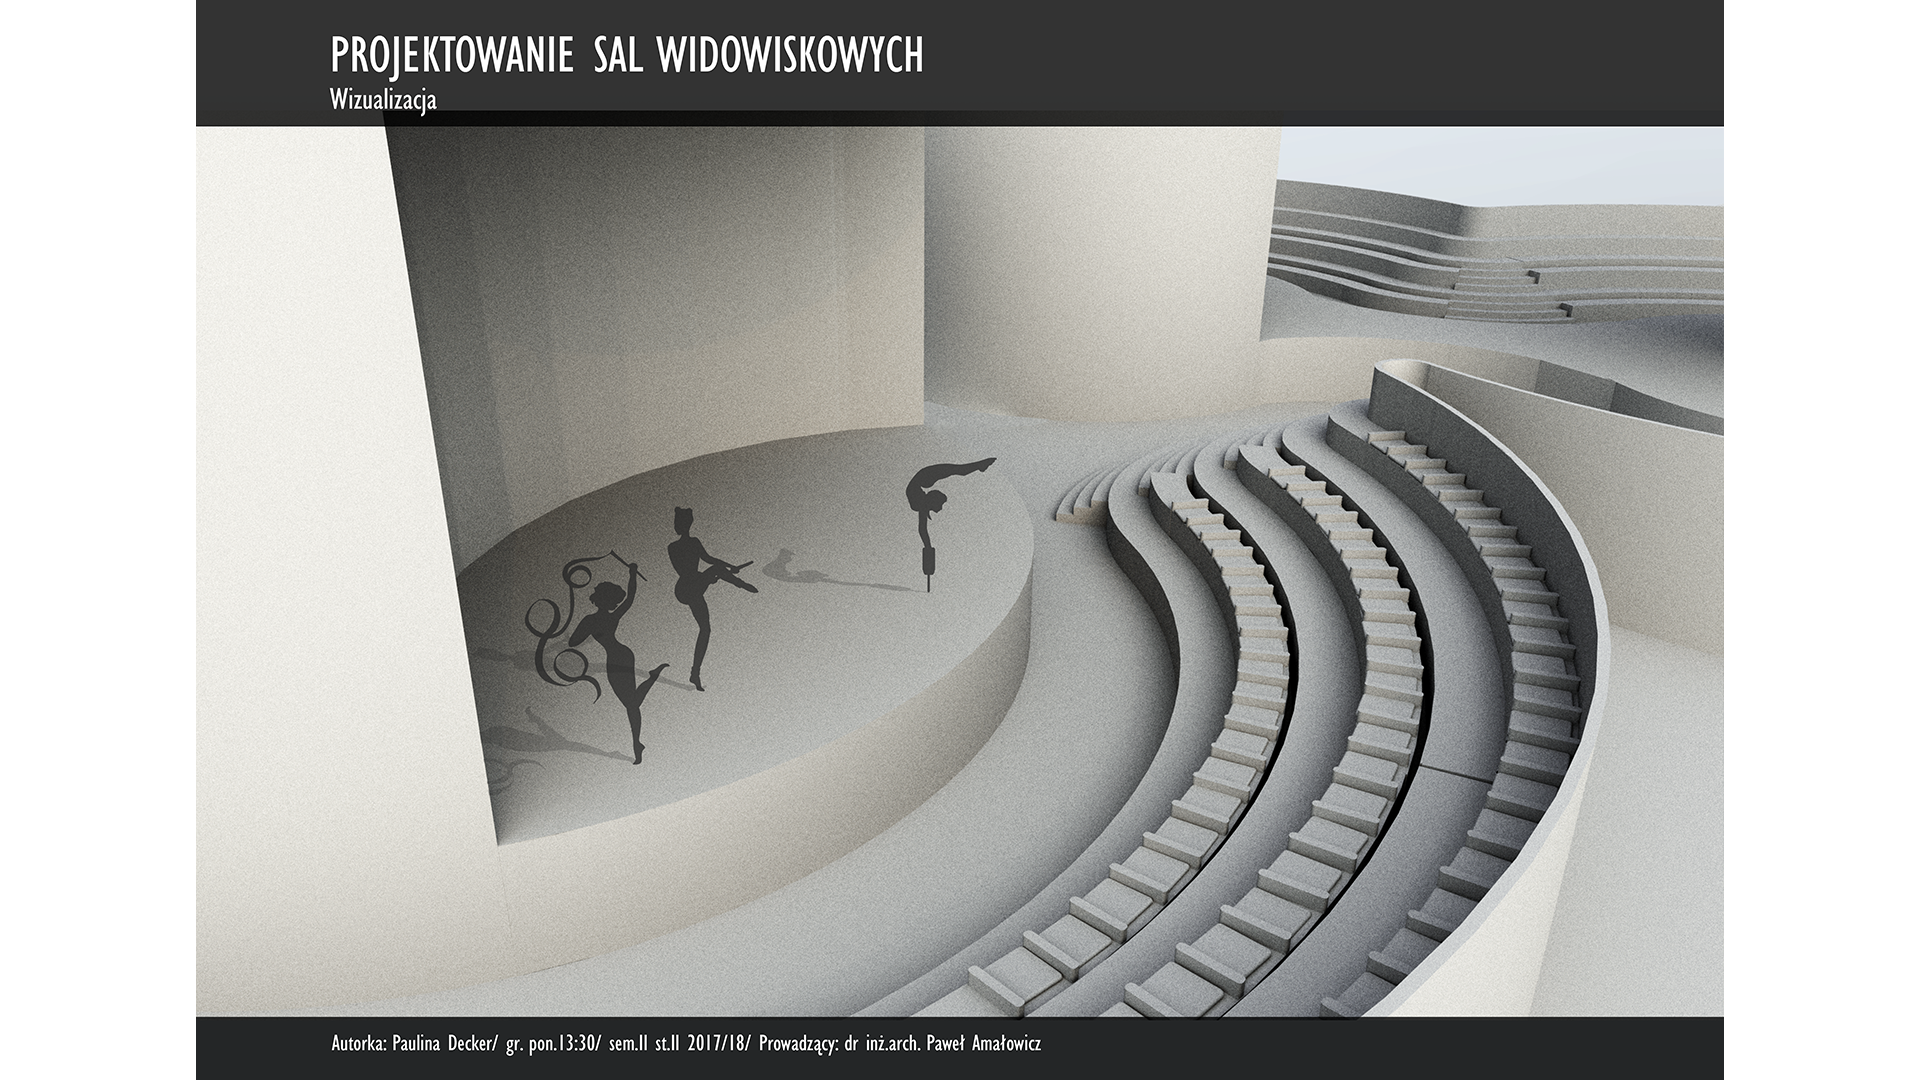 PROJEKTOWANIE SAL WIDOWISKOWYCH
Wizualizacja
Autorka: Paulina Decker/ gr. pon.13:30/ sem.II st.II 2017/18/ Prowadzący: dr inż.arch. Paweł Amałowicz